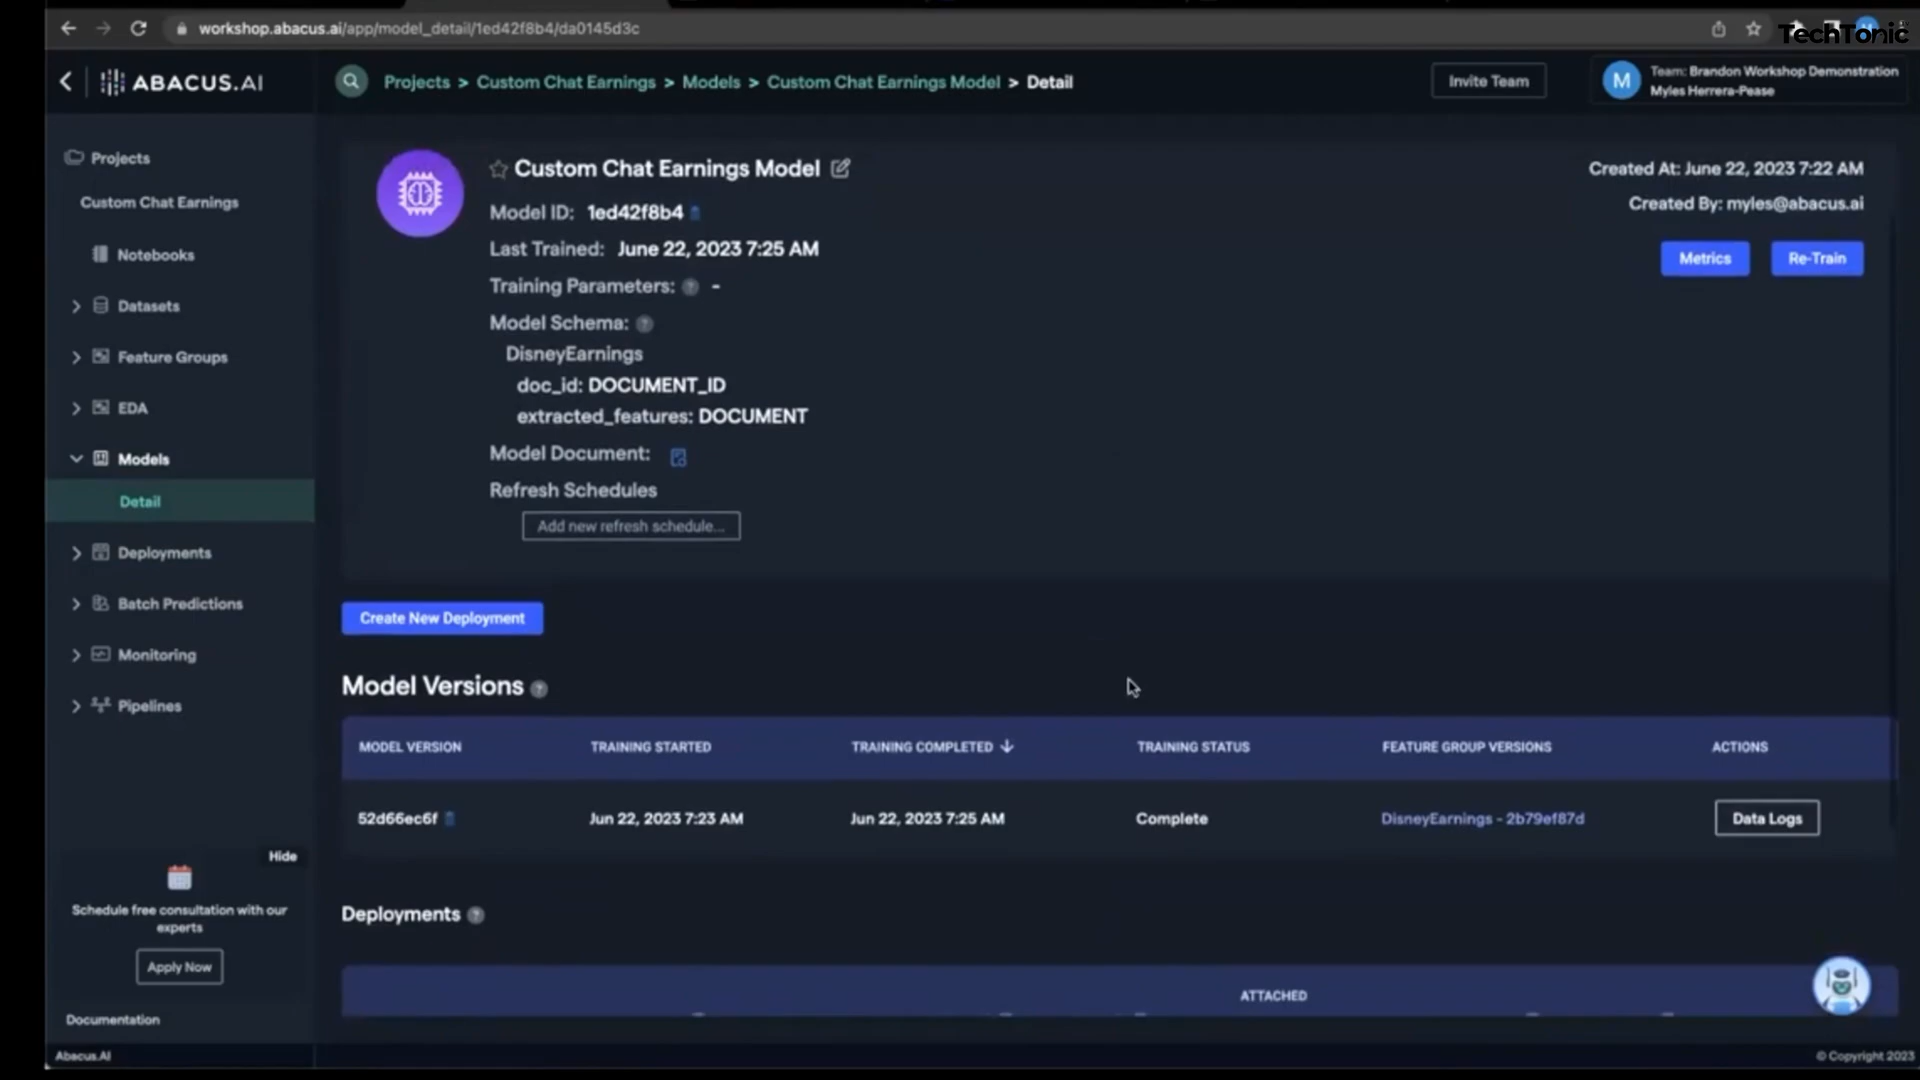 workshop.abacus.ai/app/model_detail/1ed42f8b4/da0145d3c
TechTonic
ABACUS.AI
Projects > Custom Chat Earnings > Models > Custom Chat Earnings Model > Detail
Invite Team
M
Team: Brandon Workshop Demonstration
Myles Herrera-Pease
Projects
Custom Chat Earnings
Notebooks
Datasets
Feature Groups
EDA
Models
Detail
Deployments
Batch Predictions
Monitoring
Pipelines
Hide
Schedule free consultation with our
experts
Apply Now
Documentation
Abacus.AI
Custom Chat Earnings Model
Model ID: 1ed42f8b4
Last Trained: June 22, 2023 7:25 AM
Training Parameters: ? -
Model Schema: ?
DisneyEarnings
doc_id: DOCUMENT_ID
extracted_features: DOCUMENT
Model Document:
Refresh Schedules
Add new refresh schedule...
Created At: June 22, 2023 7:22 AM
Created By: myles@abacus.ai
Metrics
Re-Train
Create New Deployment
Model Versions ?
MODEL VERSION TRAINING STARTED TRAINING COMPLETED TRAINING STATUS FEATURE GROUP VERSIONS ACTIONS
52d66ec6f Jun 22, 2023 7:23 AM Jun 22, 2023 7:25 AM Complete DisneyEarnings - 2b79ef87d Data Logs
Deployments ?
ATTACHED
© Copyright 2023